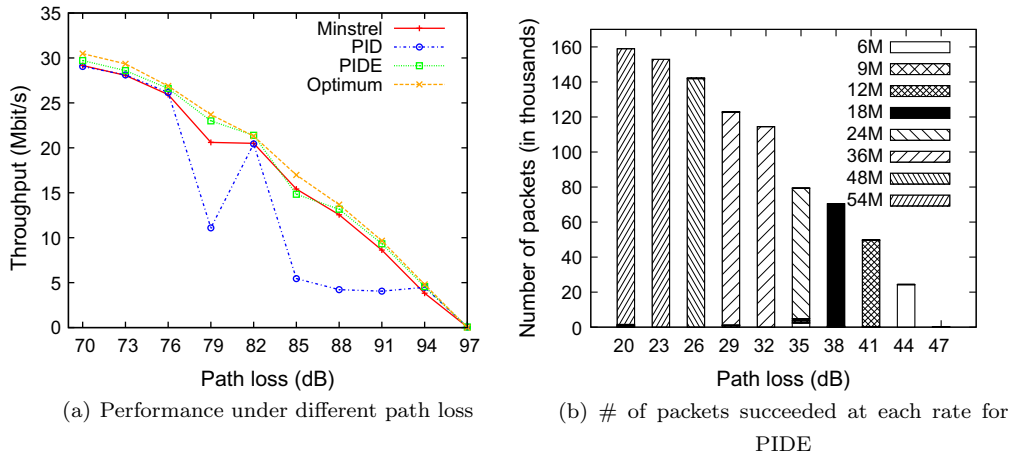 35
30
25
20
15
10
5
0
Throughput (Mbit/s)
Minstrel
PID
PIDE
Optimum
70 73 76 79 82 85 88 91 94 97
Path loss (dB)
(a) Performance under different path loss
160
140
120
100
80
60
40
20
0
Number of packets (in thousands)
6M
9M
12M
18M
24M
36M
48M
54M
20 23 26 29 32 35 38 41 44 47
Path loss (dB)
(b) # of packets succeeded at each rate for
PIDE